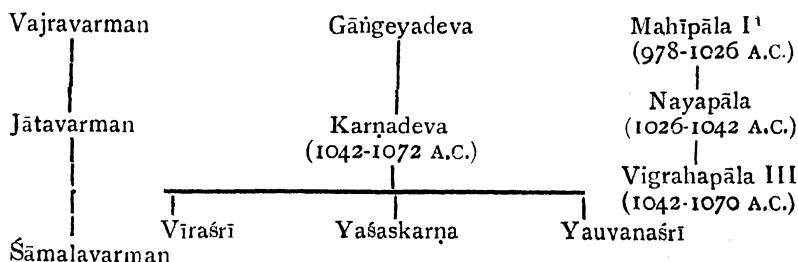 Vajravarman Gāṅgeyadeva Mahīpāla I¹
(978-1026 A.C.)
Nayapāla
Jātavarman Karṇadeva (1026-1042 A.C.)
(1042-1072 A.C.)
Vigrahapāla III
(1042-1070 A.C.)
Vīraśrī Yaśaskarṇa Yauvanaśrī
Śāmalavarman